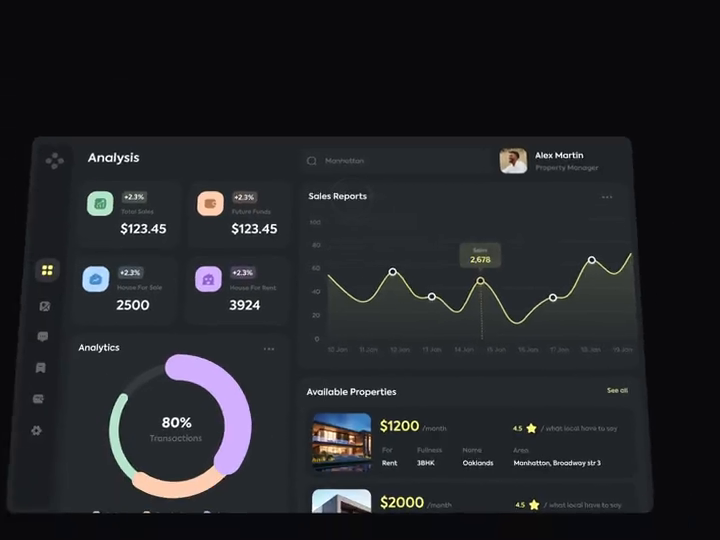 Analysis
Manhattan
Alex Martin
Property Manager
+2.3%
Total Sales
$123.45
+2.3%
Future Funds
$123.45
+2.3%
House For Sale
2500
+2.3%
House For Rent
3924
Sales Reports
100
80
60
40
20
0
Sales
2,678
10 Jan 11 Jan 12 Jan 13 Jan 14 Jan 15 Jan 16 Jan 17 Jan 18 Jan 19 Jan
Analytics
80%
Transactions
Available Properties
See all
$1200 /month
4.5 / what local have to say
For Fullness Name Area
Rent 3BHK Oaklands Manhatton, Broadway str 3
$2000 /month
4.5 / what local have to say